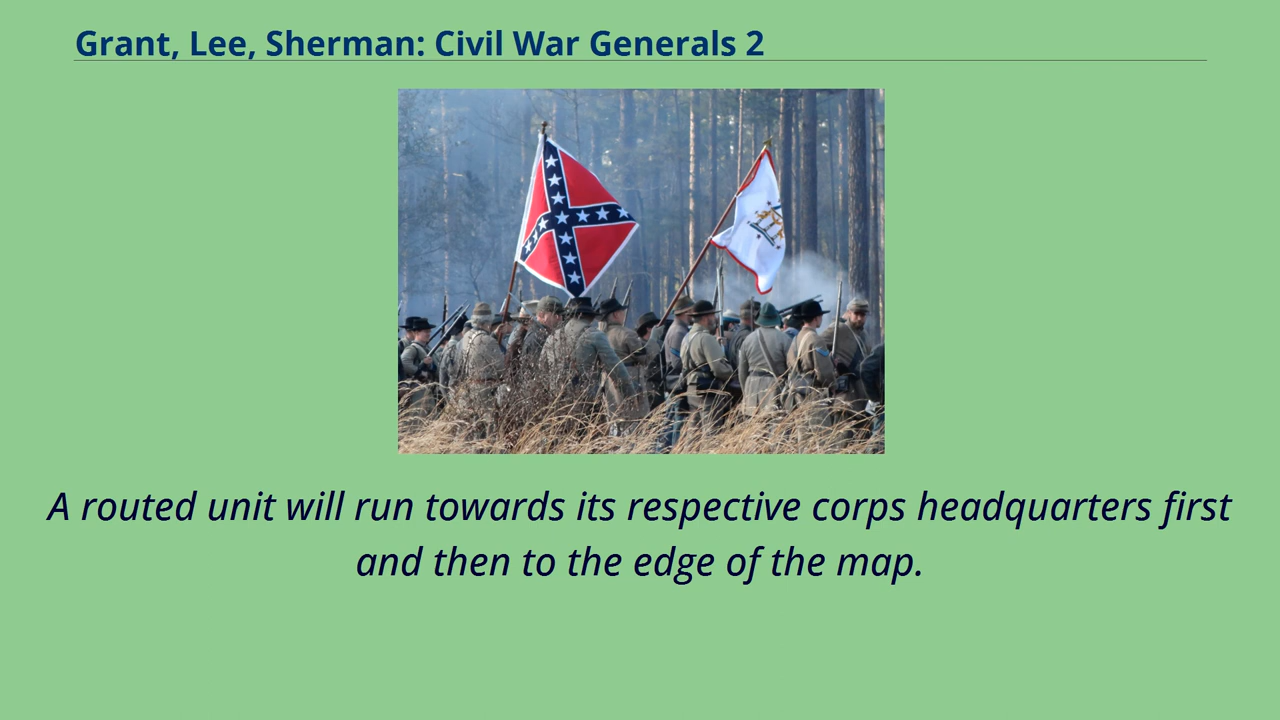 Grant, Lee, Sherman: Civil War Generals 2
A routed unit will run towards its respective corps headquarters first
and then to the edge of the map.